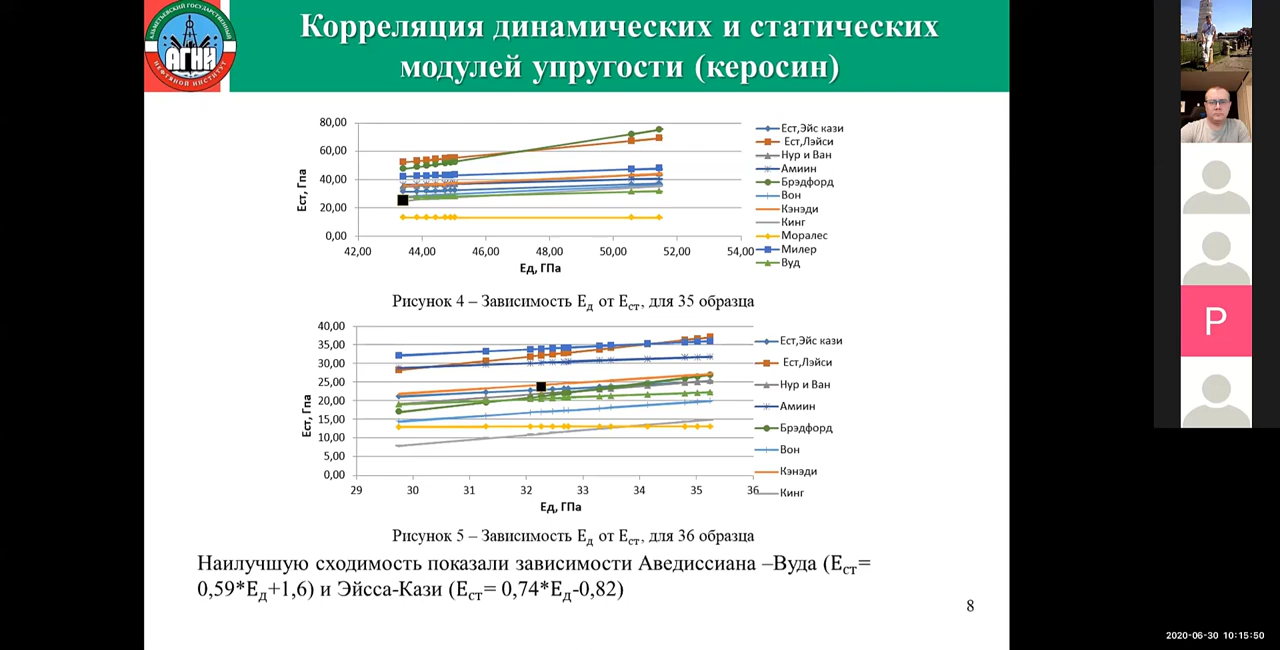 Корреляция динамических и статических
модулей упругости (керосин)
АЛЬМЕТЬЕВСКИЙ ГОСУДАРСТВЕННЫЙ
АГНИ
НЕФТЯНОЙ ИНСТИТУТ
80,00
60,00
40,00
20,00
0,00
Ест, Гпа
42,00 44,00 46,00 48,00 50,00 52,00 54,00
Ед, ГПа
Ест,Эйс кази
Ест,Лэйси
Нур и Ван
Амиин
Брэдфорд
Вон
Кэнэди
Кинг
Моралес
Милер
Вуд
Рисунок 4 – Зависимость Ед от Ест, для 35 образца
40,00
35,00
30,00
25,00
20,00
15,00
10,00
5,00
0,00
Ест, Гпа
29 30 31 32 33 34 35 36
Ед, ГПа
Ест,Эйс кази
Ест,Лэйси
Нур и Ван
Амиин
Брэдфорд
Вон
Кэнэди
Кинг
Рисунок 5 – Зависимость Ед от Ест, для 36 образца
Наилучшую сходимость показали зависимости Аведиссиана –Вуда (Ест=
0,59*Ед+1,6) и Эйсса-Кази (Ест= 0,74*Ед-0,82)
8
P
2020-06-30 10:15:50